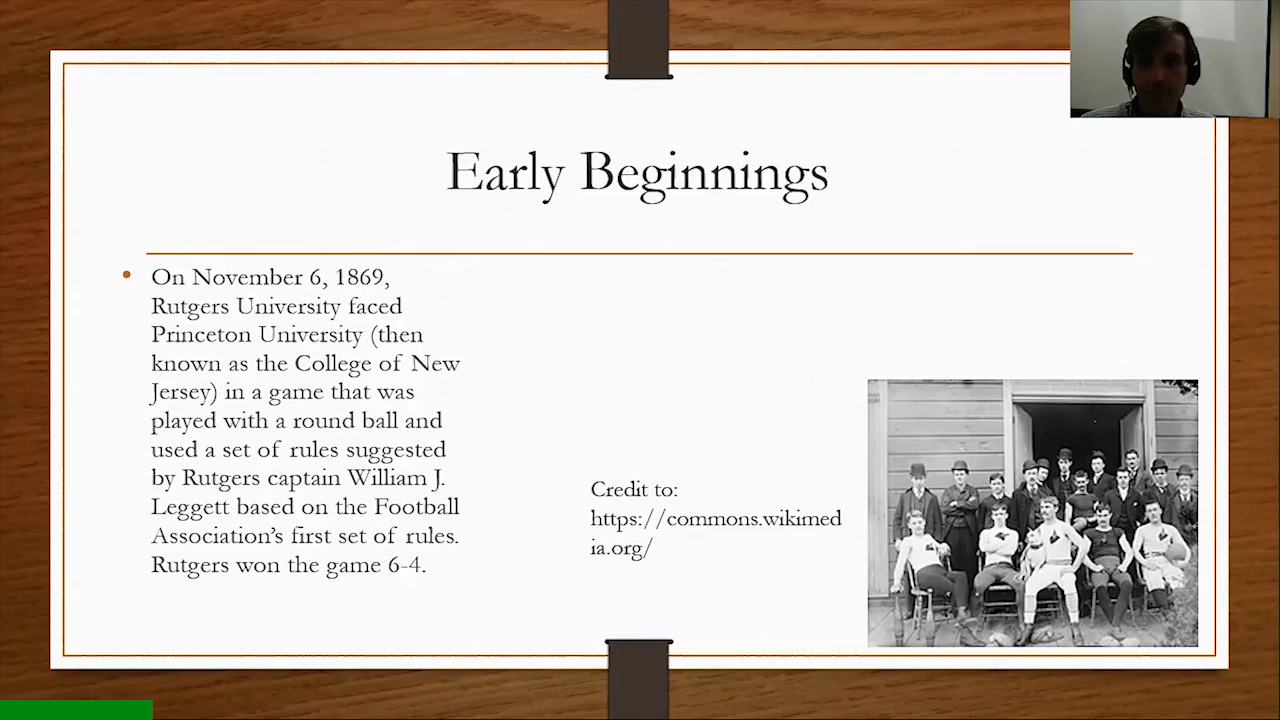 Early Beginnings
On November 6, 1869,
Rutgers University faced
Princeton University (then
known as the College of New
Jersey) in a game that was
played with a round ball and
used a set of rules suggested
by Rutgers captain William J.
Leggett based on the Football
Association’s first set of rules.
Rutgers won the game 6-4.
Credit to:
https://commons.wikimed
ia.org/